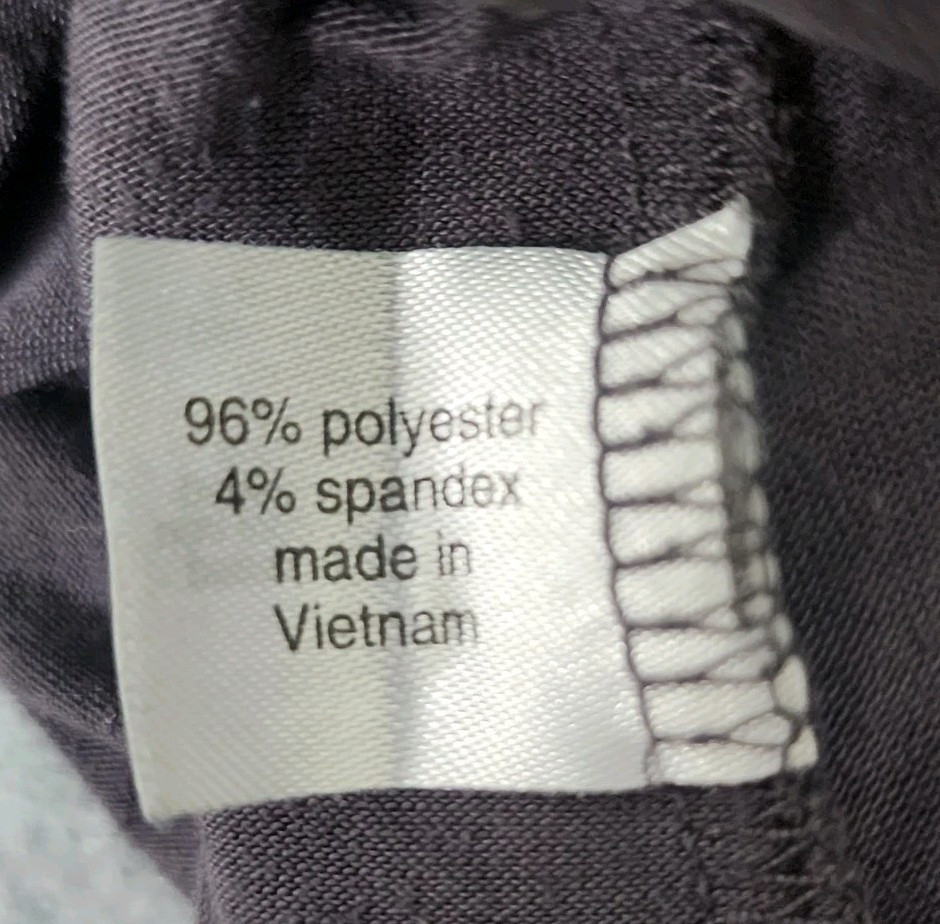 96% polyester
4% spandex
made in
Vietnam